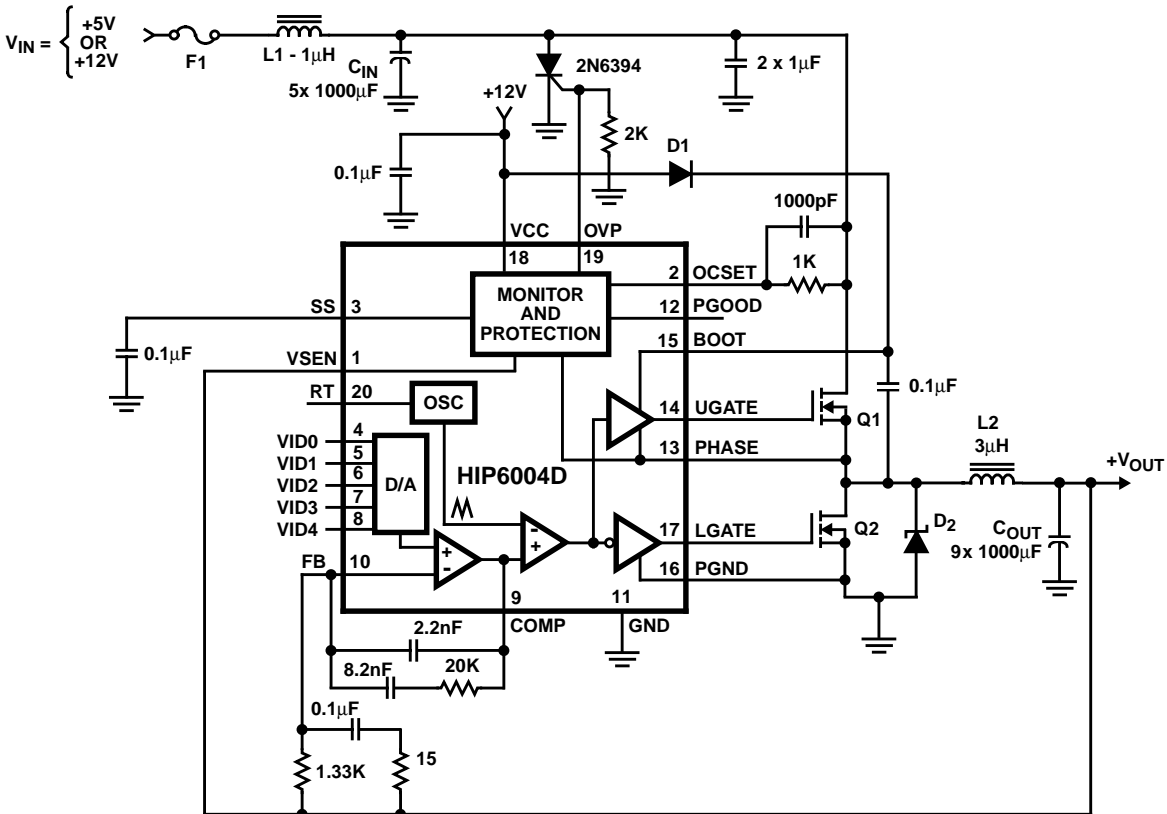 V_IN = { +5V
OR
+12V
F1
L1 - 1μH
C_IN
5x 1000μF
2N6394
2 x 1μF
+12V
2K
D1
0.1μF
1000pF
VCC
OVP
18
19
2
OCSET
1K
MONITOR
AND
PROTECTION
SS
3
12
PGOOD
15
BOOT
0.1μF
VSEN
1
0.1μF
RT
20
OSC
14
UGATE
Q1
L2
3μH
VID0
4
13
PHASE
+V_OUT
VID1
5
HIP6004D
VID2
6
D/A
VID3
7
VID4
8
17
LGATE
Q2
D2
C_OUT
9x 1000μF
+
-
-
+
FB
10
16
PGND
9
11
COMP
GND
2.2nF
8.2nF
20K
0.1μF
1.33K
15